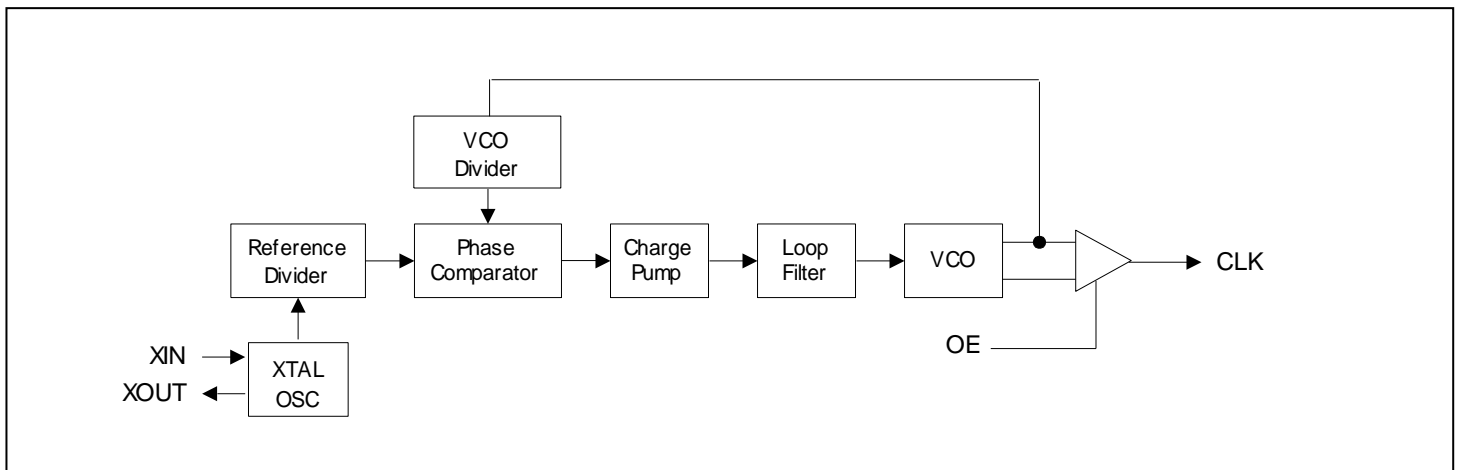 VCO
Divider
Reference
Divider
Phase
Comparator
Charge
Pump
Loop
Filter
VCO
CLK
XIN
XOUT
XTAL
OSC
OE